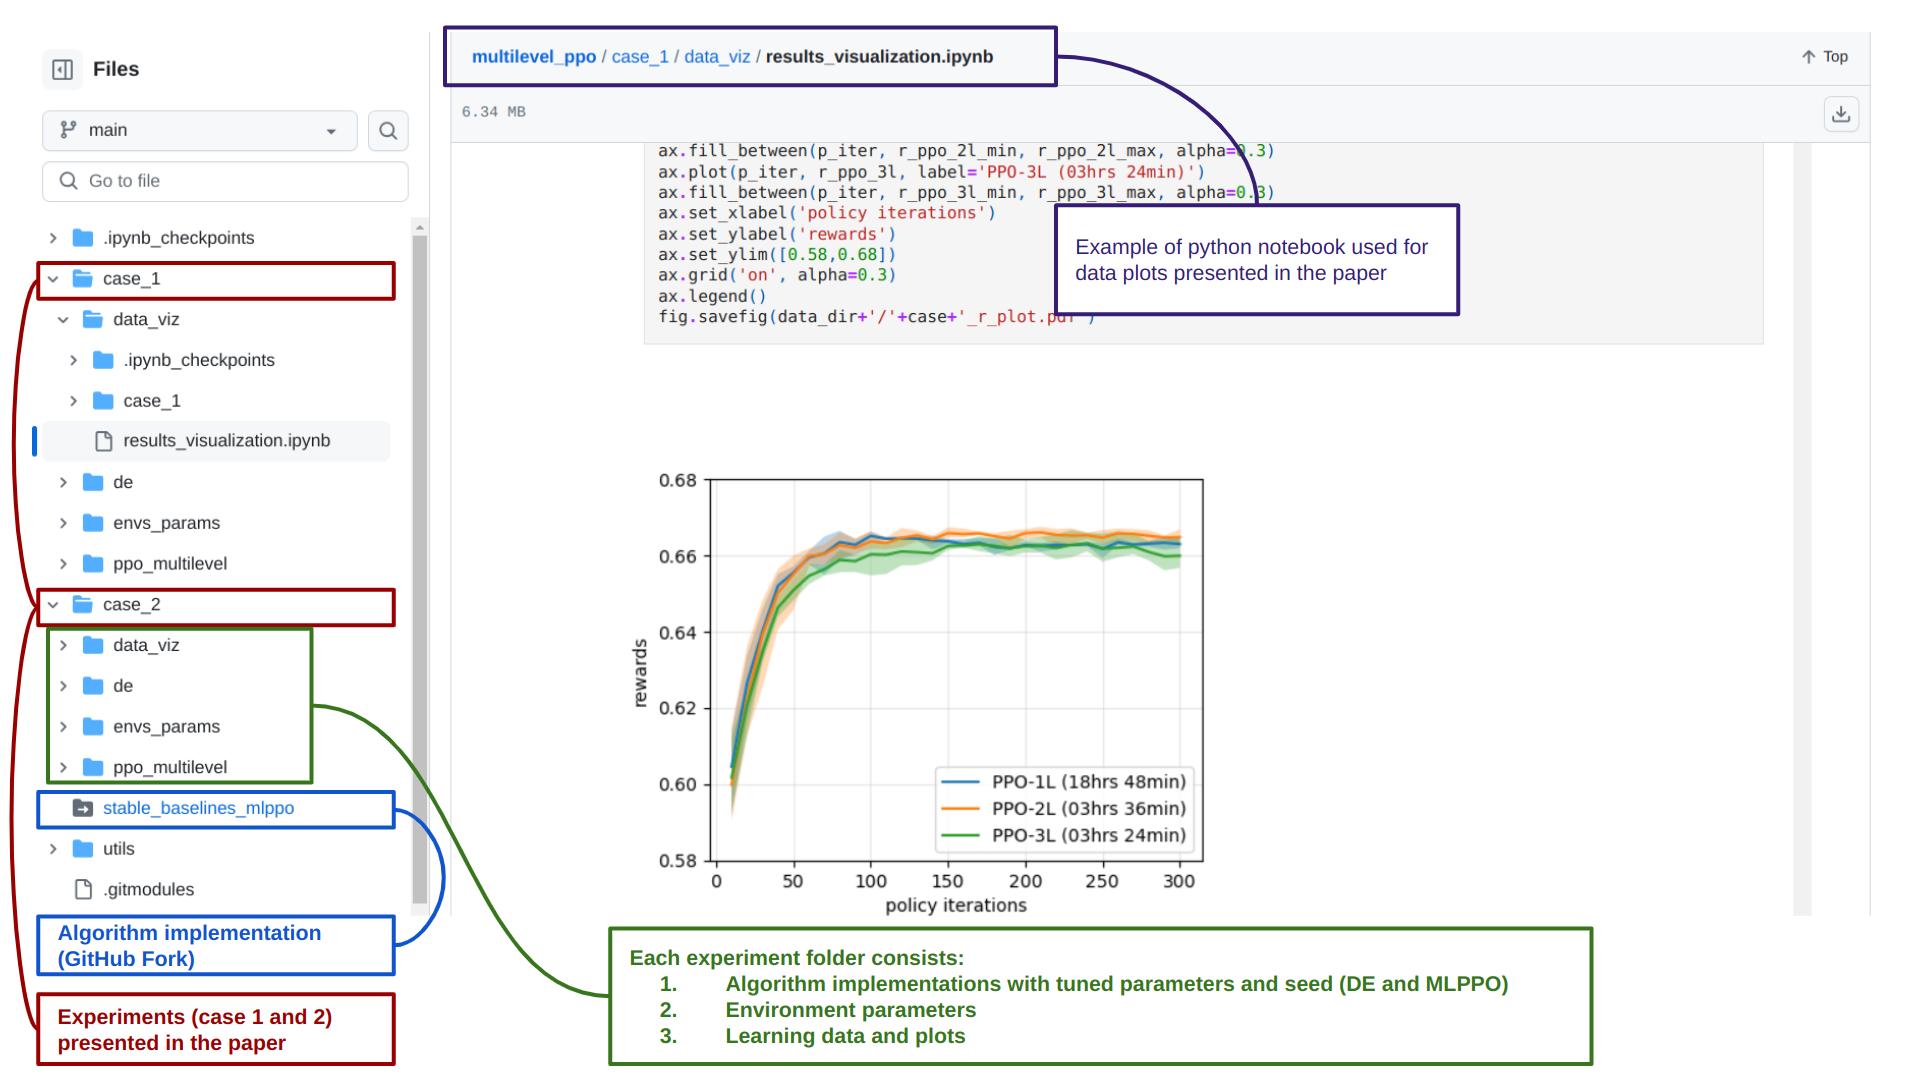 Files
main
Go to file
.ipynb_checkpoints
case_1
data_viz
.ipynb_checkpoints
case_1
results_visualization.ipynb
de
envs_params
ppo_multilevel
case_2
data_viz
de
envs_params
ppo_multilevel
stable_baselines_mlppo
utils
.gitmodules
Algorithm implementation
(GitHub Fork)
Experiments (case 1 and 2)
presented in the paper
multilevel_ppo / case_1 / data_viz / results_visualization.ipynb
Top
6.34 MB
ax.fill_between(p_iter, r_ppo_2l_min, r_ppo_2l_max, alpha=0.3)
ax.plot(p_iter, r_ppo_3l, label='PPO-3L (03hrs 24min)')
ax.fill_between(p_iter, r_ppo_3l_min, r_ppo_3l_max, alpha=0.3)
ax.set_xlabel('policy iterations')
ax.set_ylabel('rewards')
ax.set_ylim([0.58,0.68])
ax.grid('on', alpha=0.3)
ax.legend()
fig.savefig(data_dir+'/'+case+'_r_plot.pdf')
Example of python notebook used for
data plots presented in the paper
0.68
0.66
0.64
0.62
0.60
0.58
rewards
PPO-1L (18hrs 48min)
PPO-2L (03hrs 36min)
PPO-3L (03hrs 24min)
0 50 100 150 200 250 300
policy iterations
Each experiment folder consists:
1. Algorithm implementations with tuned parameters and seed (DE and MLPPO)
2. Environment parameters
3. Learning data and plots